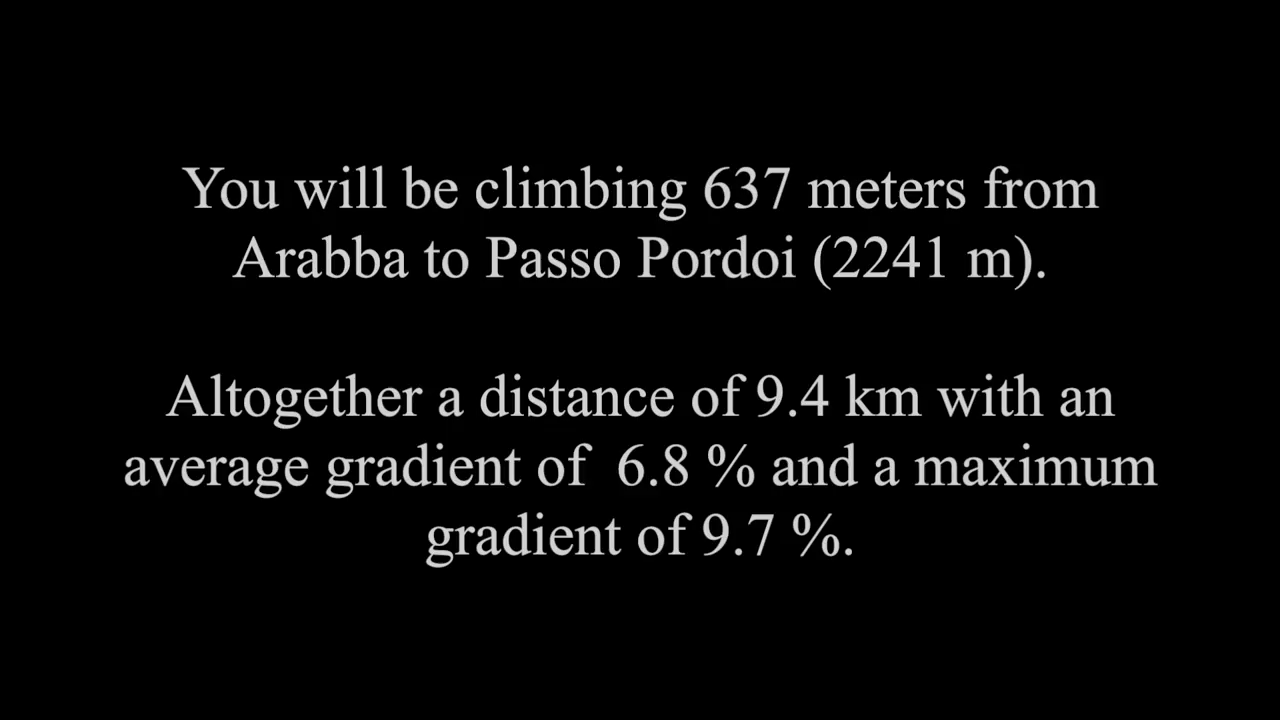 You will be climbing 637 meters from
Arabba to Passo Pordoi (2241 m).
Altogether a distance of 9.4 km with an
average gradient of  6.8 % and a maximum
gradient of 9.7 %.